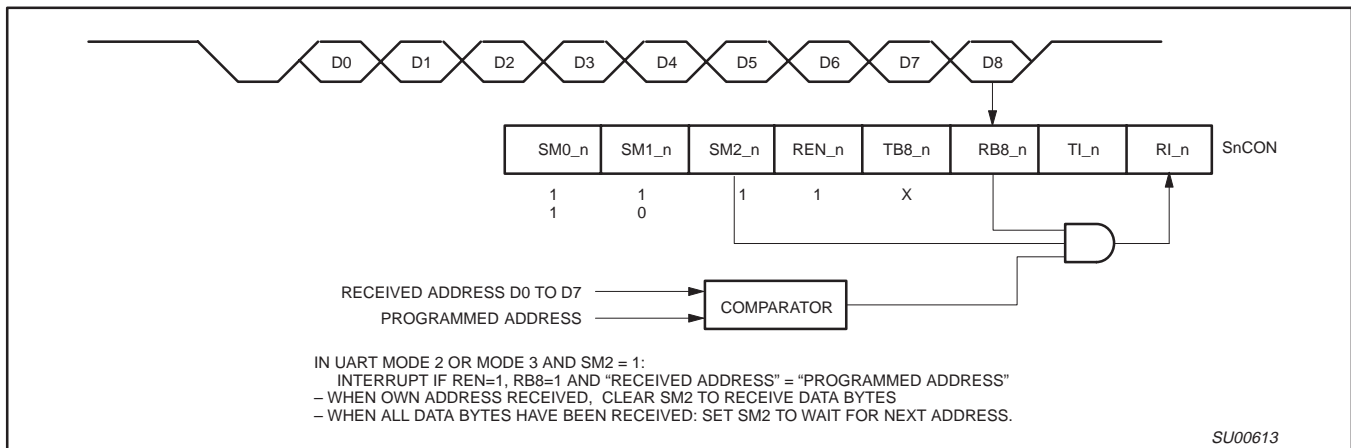 D0 D1 D2 D3 D4 D5 D6 D7 D8
SM0_n SM1_n SM2_n REN_n TB8_n RB8_n TI_n RI_n SnCON
1 1 1 1 X
1 0
RECEIVED ADDRESS D0 TO D7
COMPARATOR
PROGRAMMED ADDRESS
IN UART MODE 2 OR MODE 3 AND SM2 = 1:
INTERRUPT IF REN=1, RB8=1 AND “RECEIVED ADDRESS” = “PROGRAMMED ADDRESS”
– WHEN OWN ADDRESS RECEIVED, CLEAR SM2 TO RECEIVE DATA BYTES
– WHEN ALL DATA BYTES HAVE BEEN RECEIVED: SET SM2 TO WAIT FOR NEXT ADDRESS.
SU00613